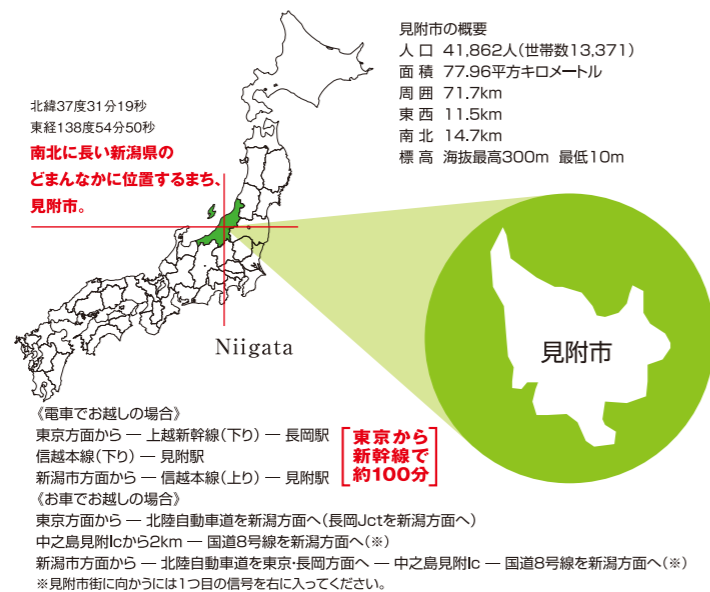 見附市の概要
人口 41,862人(世帯数13,371)
面積 77.96平方キロメートル
周囲 71.7km
東西 11.5km
南北 14.7km
標高 海抜最高300m 最低10m
北緯37度31分19秒
東経138度54分50秒
南北に長い新潟県の
どまんなかに位置するまち、
見附市。
Niigata
見附市
《電車でお越しの場合》
東京方面から ― 上越新幹線(下り) ― 長岡駅
信越本線(下り) ― 見附駅
新潟市方面から ― 信越本線(上り) ― 見附駅
東京から
新幹線で
約100分
《お車でお越しの場合》
東京方面から ― 北陸自動車道を新潟方面へ(長岡Jctを新潟方面へ)
中之島見附Icから2km ― 国道8号線を新潟方面へ(※)
新潟市方面から ― 北陸自動車道を東京・長岡方面へ ― 中之島見附Ic ― 国道8号線を新潟方面へ(※)
※見附市街に向かうには1つ目の信号を右に入ってください。